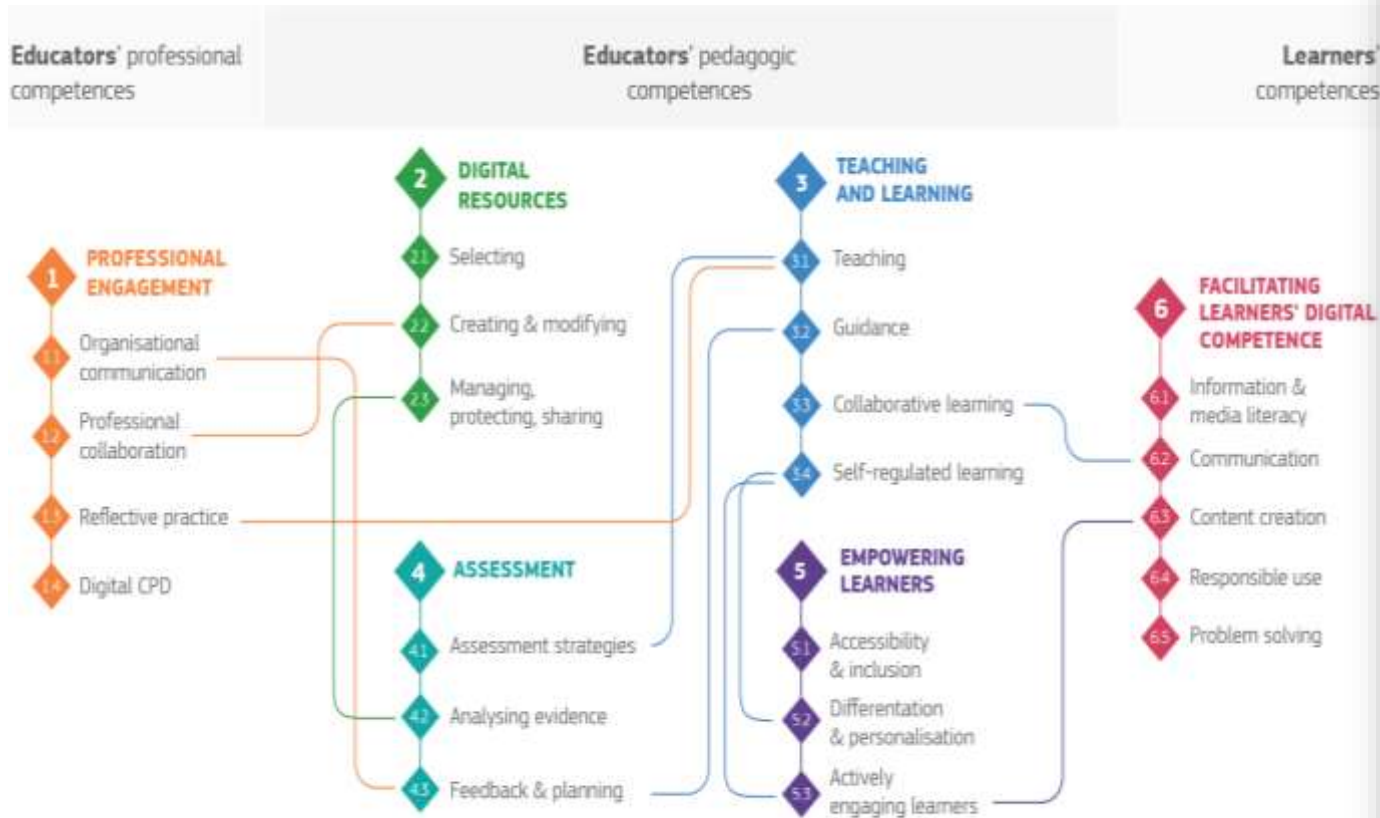 Educators' professional
competences
Educators' pedagogic
competences
Learners'
competences
1
PROFESSIONAL
ENGAGEMENT
1.1
Organisational
communication
1.2
Professional
collaboration
1.3
Reflective practice
1.4
Digital CPD
2
DIGITAL
RESOURCES
2.1
Selecting
2.2
Creating & modifying
2.3
Managing,
protecting, sharing
3
TEACHING
AND LEARNING
3.1
Teaching
3.2
Guidance
3.3
Collaborative learning
3.4
Self-regulated learning
4
ASSESSMENT
4.1
Assessment strategies
4.2
Analysing evidence
4.3
Feedback & planning
5
EMPOWERING
LEARNERS
5.1
Accessibility
& inclusion
5.2
Differentation
& personalisation
5.3
Actively
engaging learners
6
FACILITATING
LEARNERS' DIGITAL
COMPETENCE
6.1
Information &
media literacy
6.2
Communication
6.3
Content creation
6.4
Responsible use
6.5
Problem solving